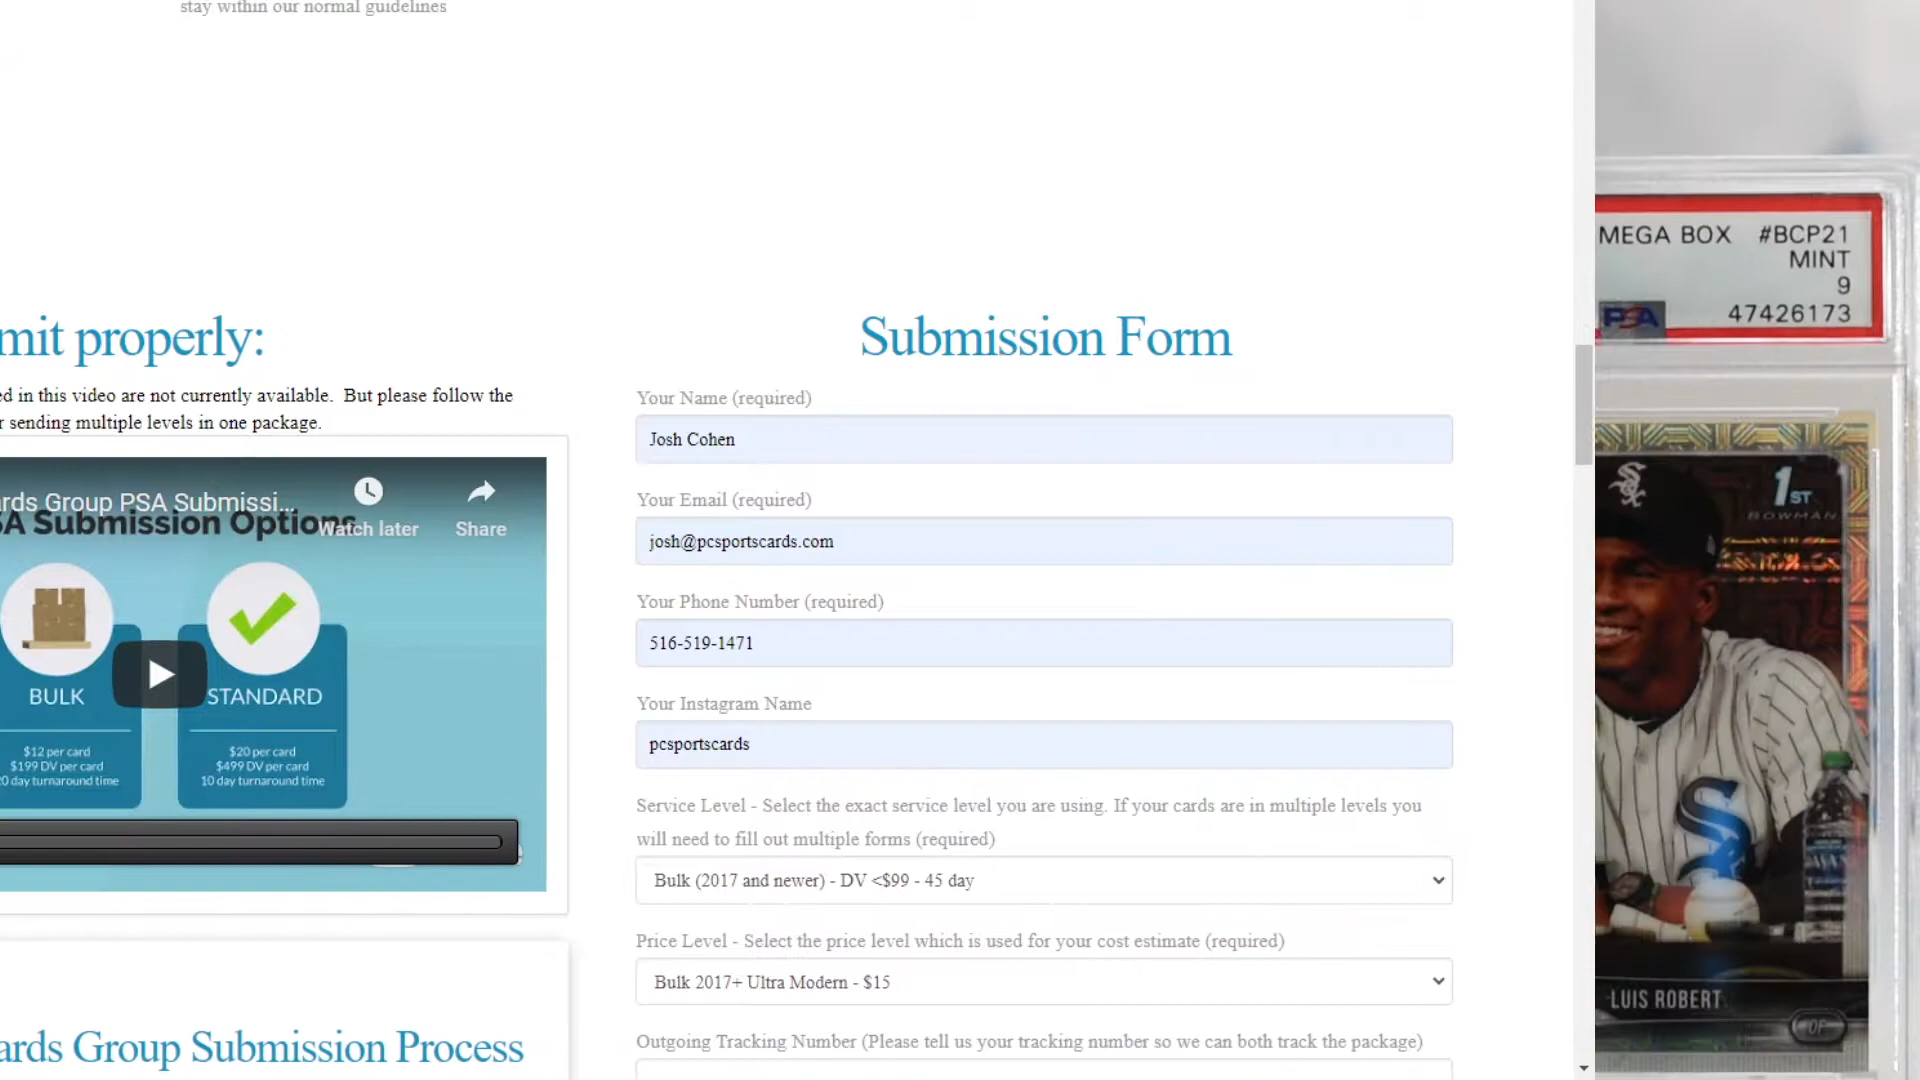 stay within our normal guidelines
mit properly:
ed in this video are not currently available. But please follow the
r sending multiple levels in one package.
rds Group PSA Submissi...
SA Submission Options
Watch later
Share
BULK
$12 per card
$199 DV per card
0 day turnaround time
STANDARD
$20 per card
$499 DV per card
10 day turnaround time
ards Group Submission Process
Submission Form
Your Name (required)
Josh Cohen
Your Email (required)
josh@pcsportscards.com
Your Phone Number (required)
516-519-1471
Your Instagram Name
pcsportscards
Service Level - Select the exact service level you are using. If your cards are in multiple levels you
will need to fill out multiple forms (required)
Bulk (2017 and newer) - DV <$99 - 45 day
Price Level - Select the price level which is used for your cost estimate (required)
Bulk 2017+ Ultra Modern - $15
Outgoing Tracking Number (Please tell us your tracking number so we can both track the package)
MEGA BOX #BCP21
MINT
9
PSA 47426173
1ST
BOWMAN
Sox
LUIS ROBERT
OF